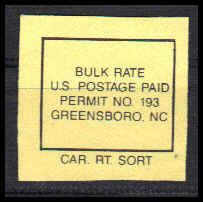 BULK RATE
U.S. POSTAGE PAID
PERMIT NO. 193
GREENSBORO, NC
CAR. RT. SORT